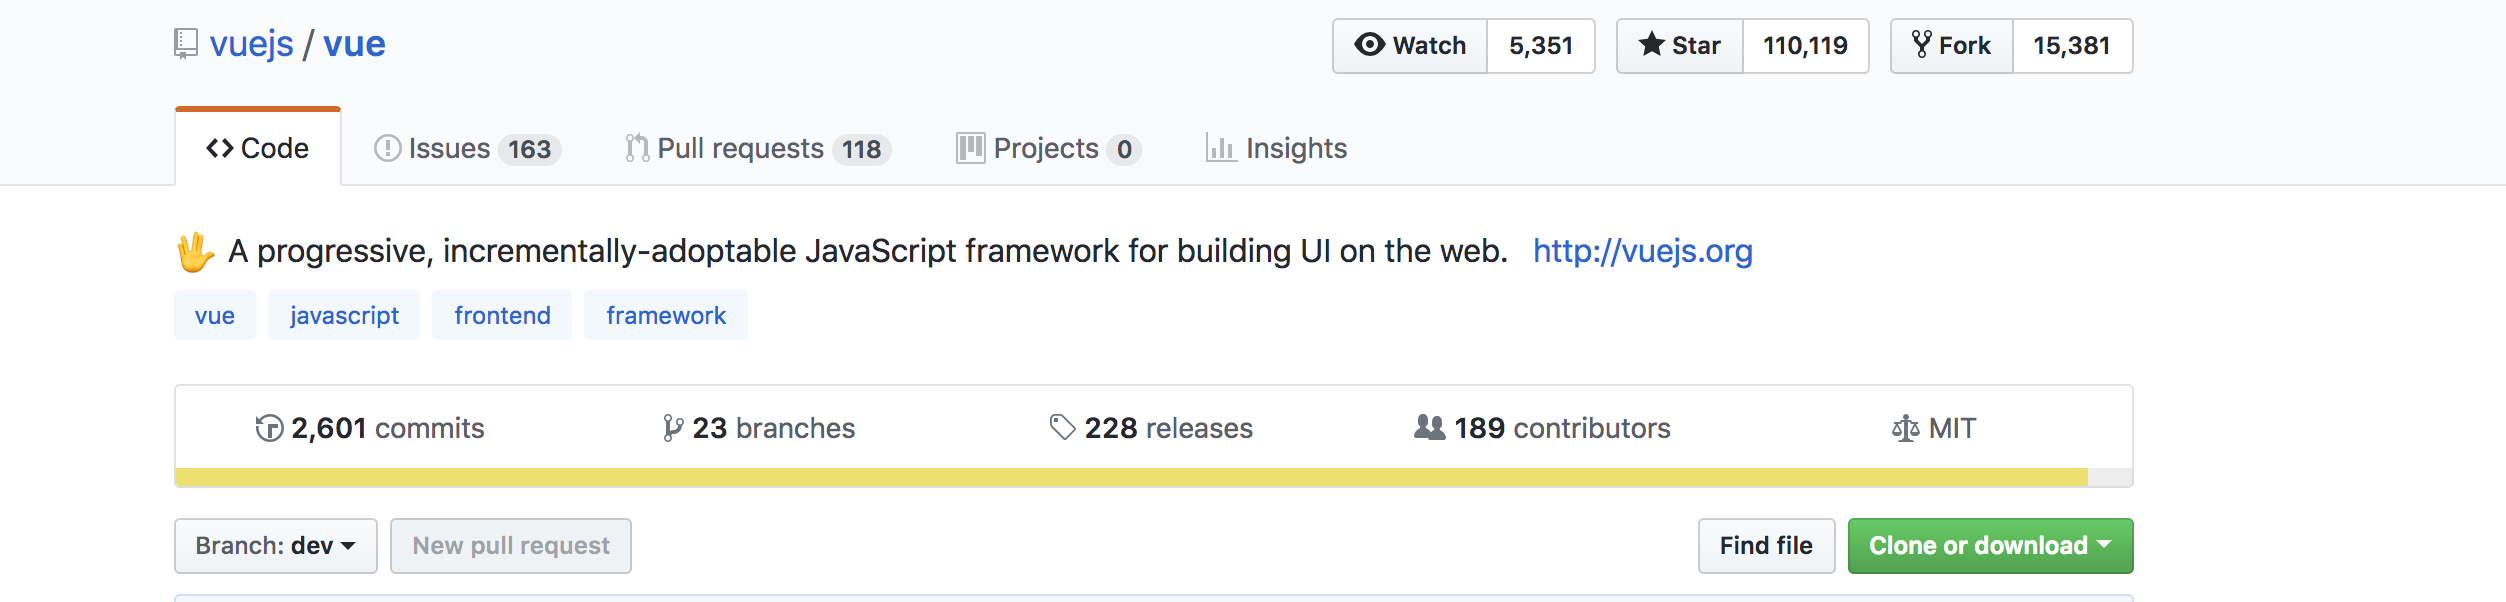 vuejs / vue Watch 5,351 Star 110,119 Fork 15,381
Code Issues 163 Pull requests 118 Projects 0 Insights
🖖 A progressive, incrementally-adoptable JavaScript framework for building UI on the web. http://vuejs.org
vue javascript frontend framework
2,601 commits 23 branches 228 releases 189 contributors MIT
Branch: dev New pull request Find file Clone or download